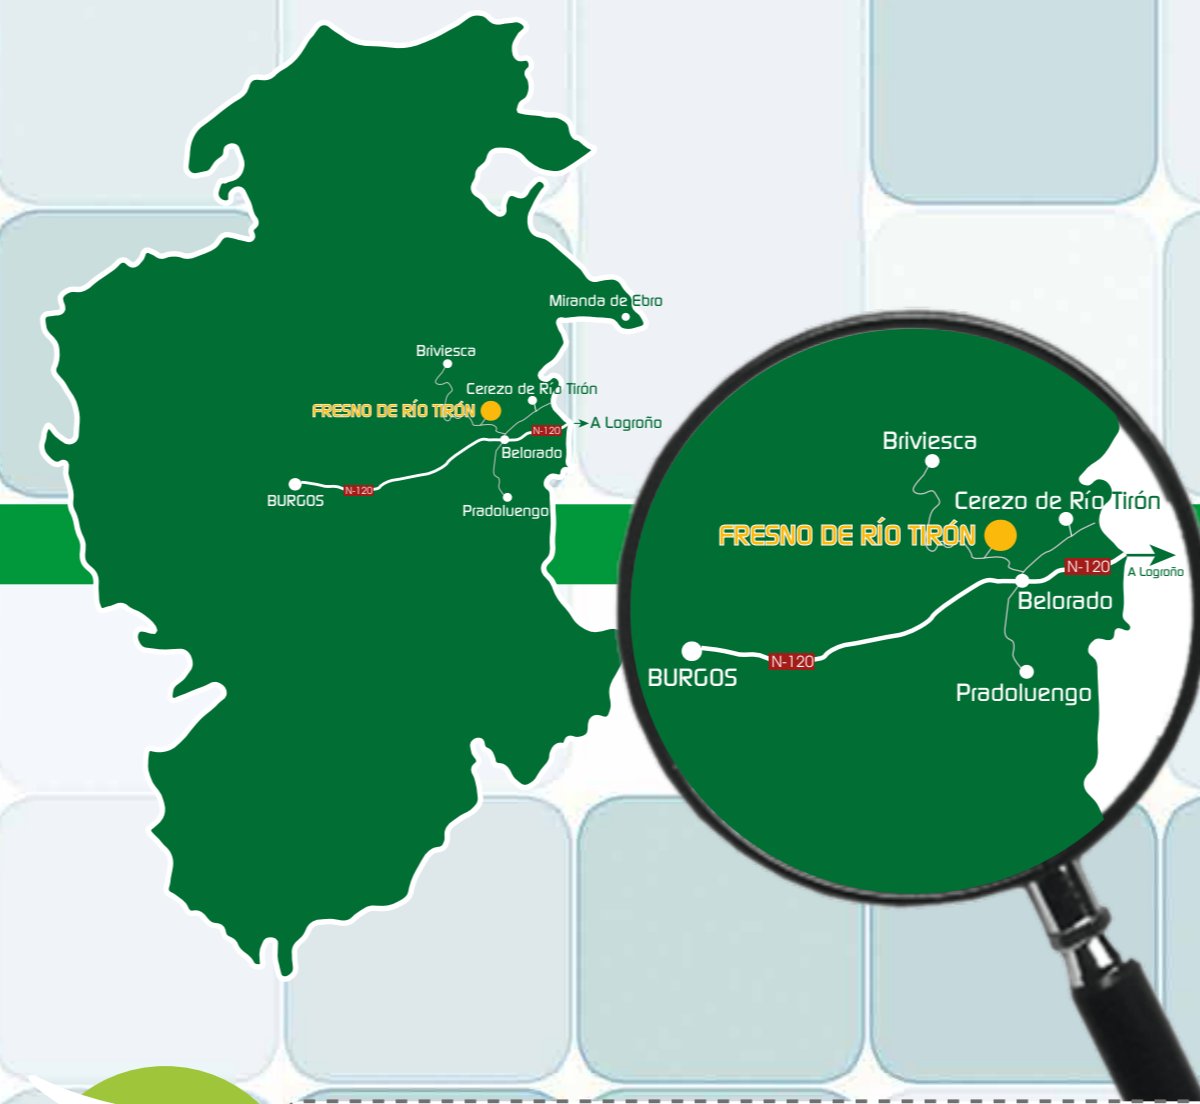 Miranda de Ebro
Briviesca
Cerezo de Río Tirón
FRESNO DE RÍO TIRÓN
A Logroño
N-120
Belorado
N-120
BURGOS
Pradoluengo
Briviesca
Cerezo de Río Tirón
FRESNO DE RÍO TIRÓN
N-120
A Logroño
Belorado
N-120
BURGOS
Pradoluengo